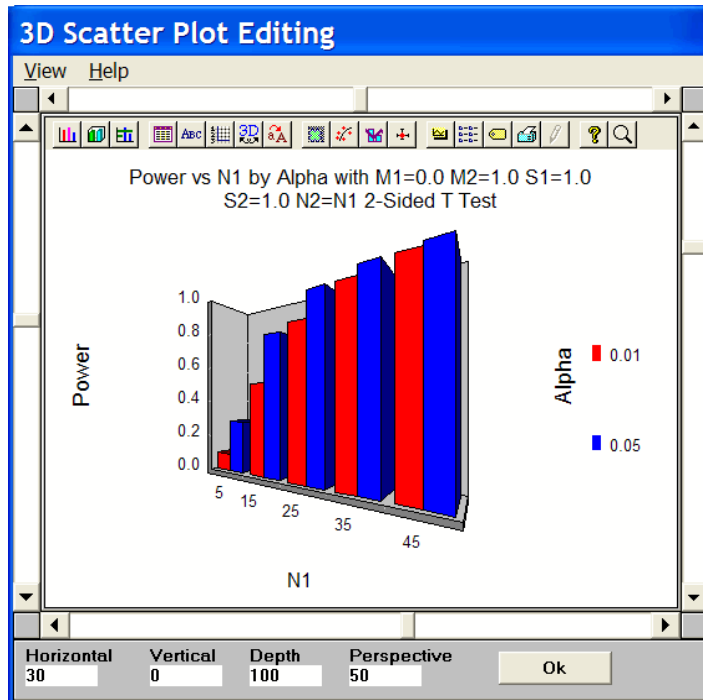 3D Scatter Plot Editing
View Help
ABC 3D aA
Power vs N1 by Alpha with M1=0.0 M2=1.0 S1=1.0
S2=1.0 N2=N1 2-Sided T Test
1.0
0.8
0.6
0.4
0.2
0.0
Power
5
15
25
35
45
N1
Alpha
0.01
0.05
Horizontal Vertical Depth Perspective
30 0 100 50
Ok